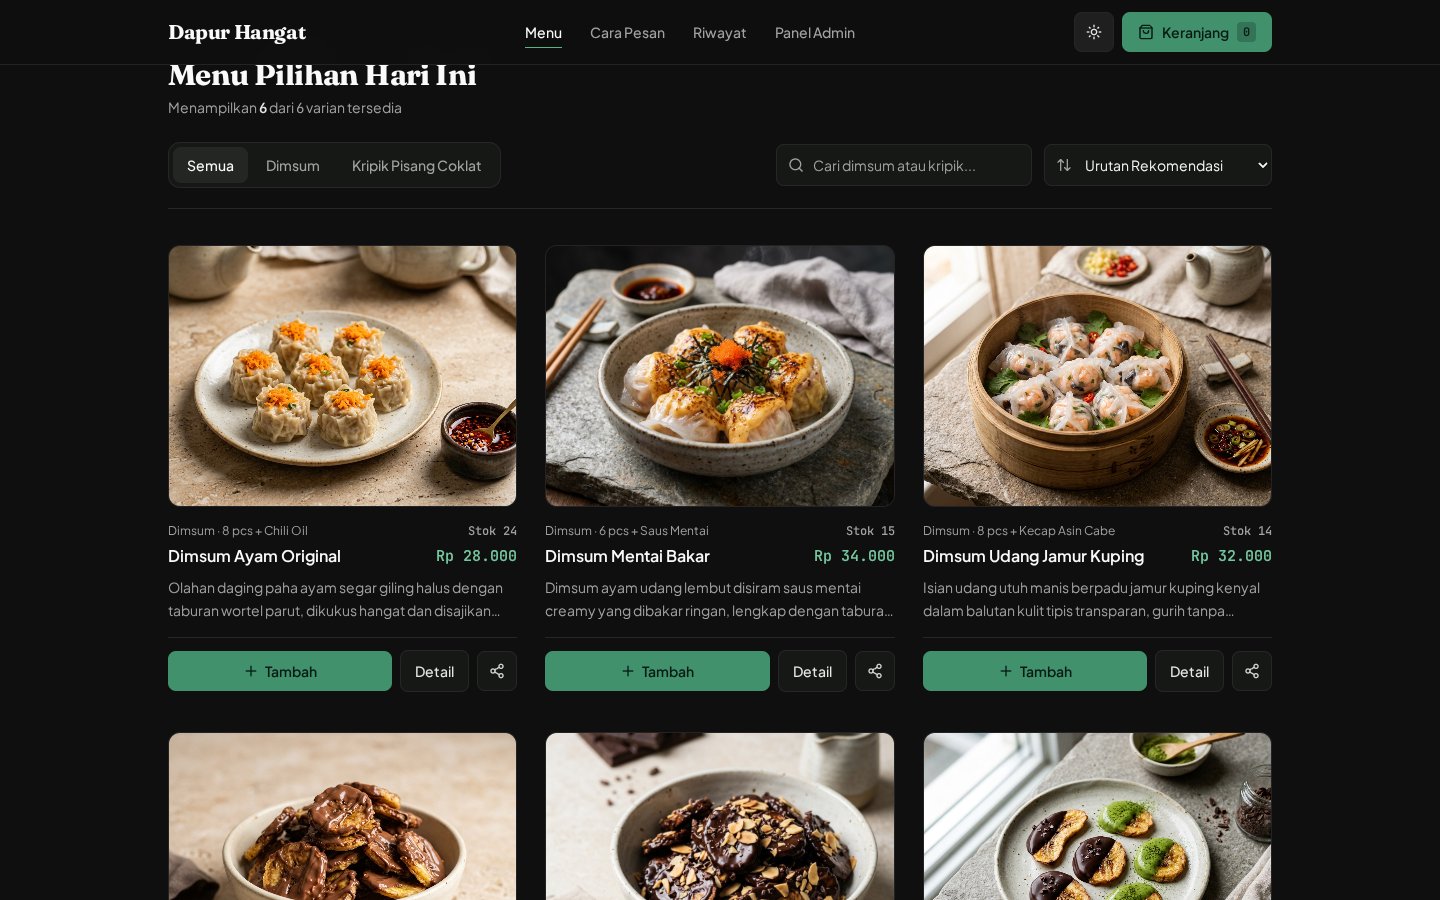 Dapur Hangat
Menu
Cara Pesan
Riwayat
Panel Admin
Keranjang 0
Menu Pilihan Hari Ini
Menampilkan 6 dari 6 varian tersedia
Semua
Dimsum
Kripik Pisang Coklat
Cari dimsum atau kripik...
Urutan Rekomendasi
Dimsum · 8 pcs + Chili Oil
Stok 24
Dimsum Ayam Original
Rp 28.000
Olahan daging paha ayam segar giling halus dengan
taburan wortel parut, dikukus hangat dan disajikan…
Tambah
Detail
Dimsum · 6 pcs + Saus Mentai
Stok 15
Dimsum Mentai Bakar
Rp 34.000
Dimsum ayam udang lembut disiram saus mentai
creamy yang dibakar ringan, lengkap dengan tabura…
Tambah
Detail
Dimsum · 8 pcs + Kecap Asin Cabe
Stok 14
Dimsum Udang Jamur Kuping
Rp 32.000
Isian udang utuh manis berpadu jamur kuping kenyal
dalam balutan kulit tipis transparan, gurih tanpa…
Tambah
Detail